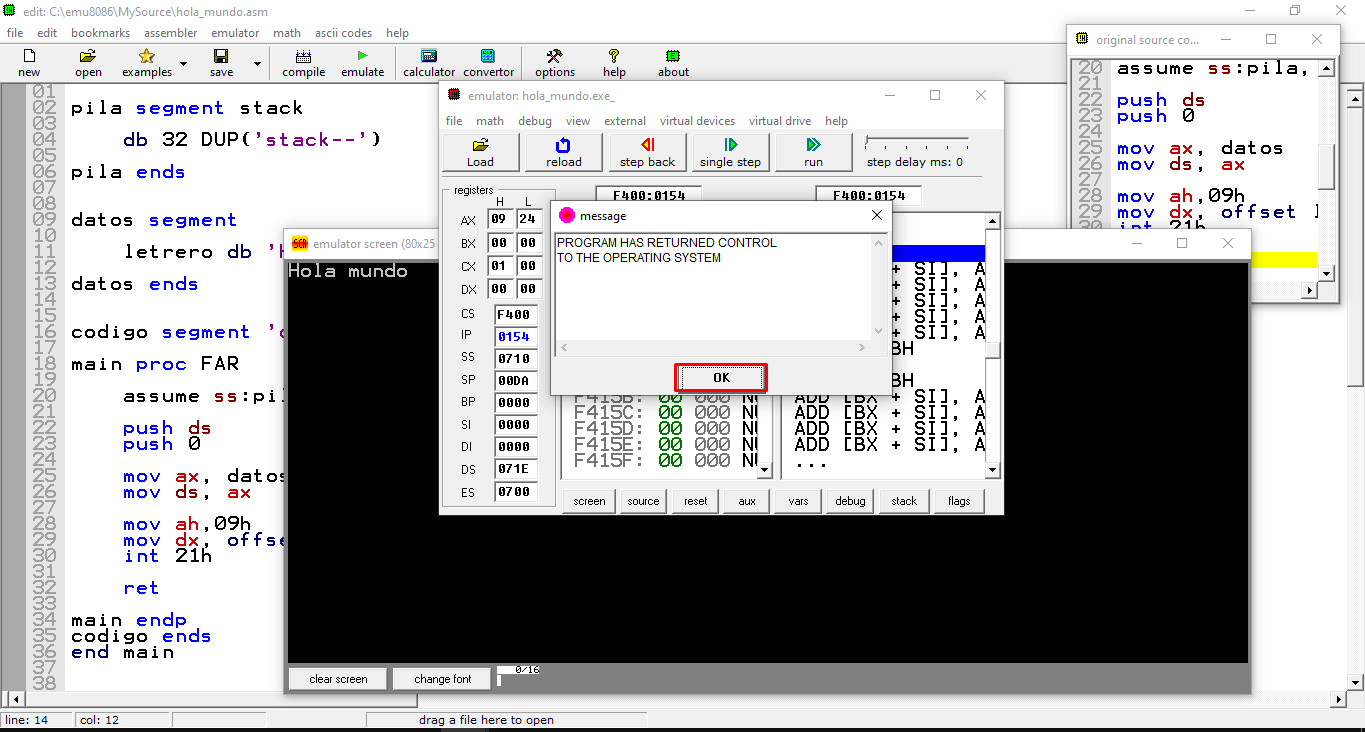 edit: C:\emu8086\MySource\hola_mundo.asm
file edit bookmarks assembler emulator math ascii codes help
new open examples save compile emulate calculator convertor options help about
01
02 pila segment stack
03
04 db 32 DUP('stack--')
05
06 pila ends
07
08
09 datos segment
10
11 letrero db '
12
13 datos ends
14
15
16 codigo segment '
17
18 main proc FAR
19
20 assume ss:pil
21
22 push ds
23 push 0
24
25 mov ax, datos
26 mov ds, ax
27
28 mov ah,09h
29 mov dx, offse
30 int 21h
31
32 ret
33
34 main endp
35 codigo ends
36 end main
37
38
line: 14 col: 12 drag a file here to open
original source co...
20 assume ss:pila,
21
22 push ds
23 push 0
24
25 mov ax, datos
26 mov ds, ax
27
28 mov ah,09h
29 mov dx, offset
int 21h
emulator: hola_mundo.exe_
file math debug view external virtual devices virtual drive help
Load reload step back single step run step delay ms: 0
registers F400:0154 F400:0154
H L
AX 09 24
BX 00 00
CX 01 00
DX 00 00
CS F400
IP 0154
SS 0710
SP 00DA
BP 0000
SI 0000
DI 0000
DS 071E
ES 0700
+ SI], A
+ SI], A
+ SI], A
+ SI], A
+ SI], A
BH
BH
F415B: 00 000 ADD [BX + SI], A
F415C: 00 000 ADD [BX + SI], A
F415D: 00 000 ADD [BX + SI], A
F415E: 00 000 ADD [BX + SI], A
F415F: 00 000 ...
screen source reset aux vars debug stack flags
message
PROGRAM HAS RETURNED CONTROL
TO THE OPERATING SYSTEM
OK
emulator screen (80x25
Hola mundo
clear screen change font 0/16